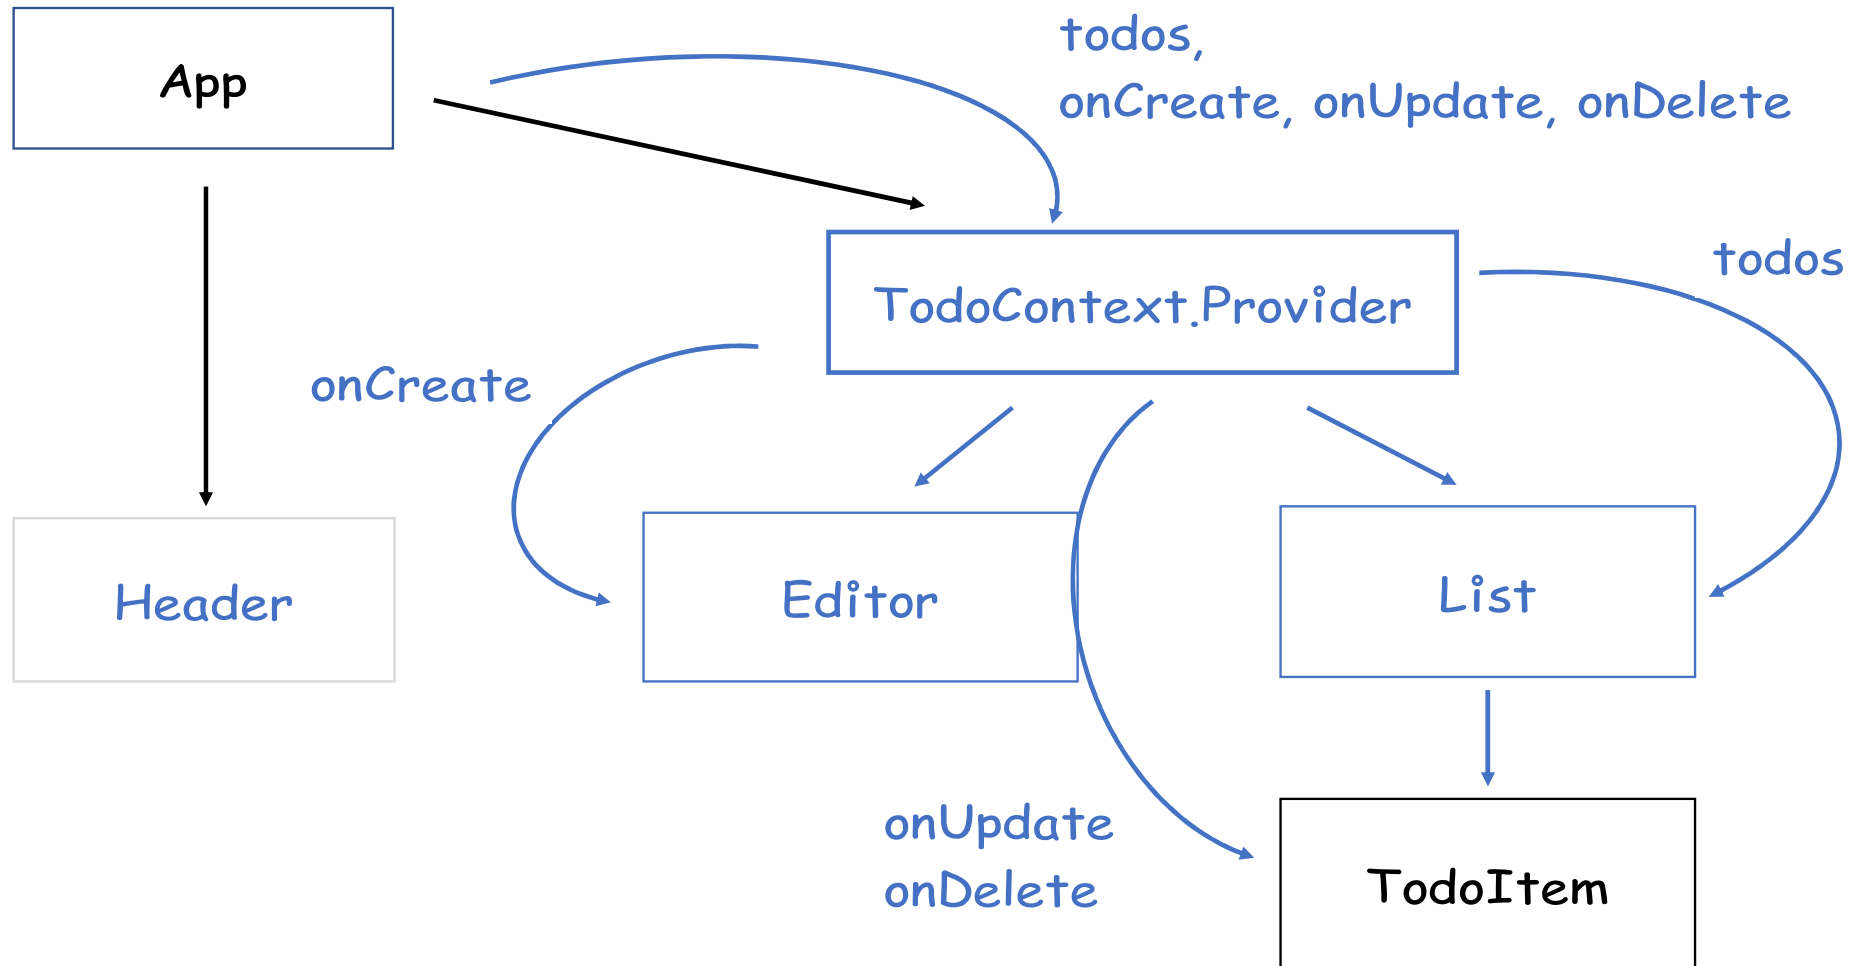 App
todos,
onCreate, onUpdate, onDelete
todos
TodoContext.Provider
onCreate
Header
Editor
List
onUpdate
onDelete
TodoItem